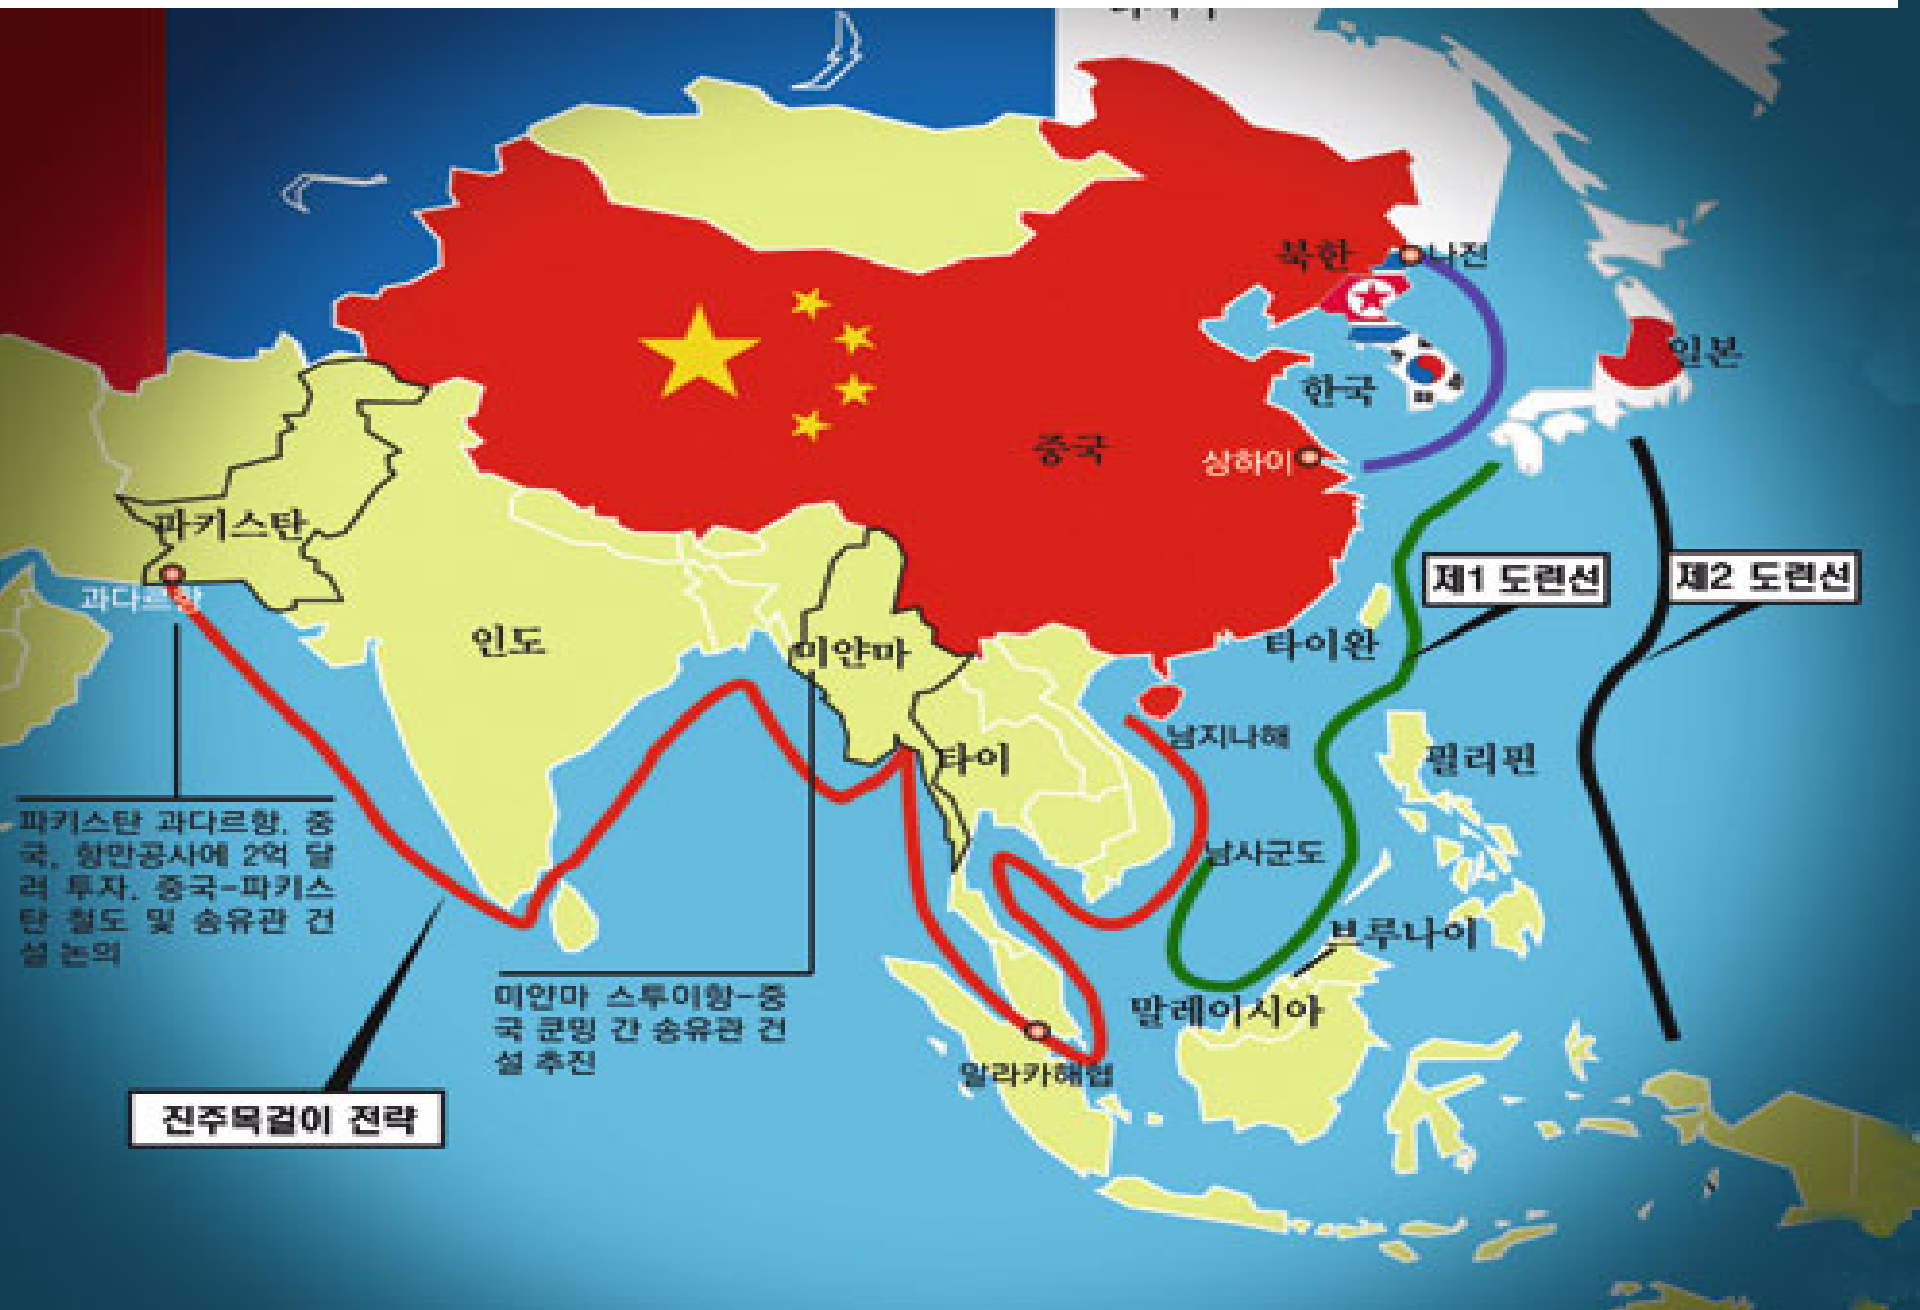 북한
나진
일본
한국
중국
상하이
파키스탄
제1 도련선
제2 도련선
인도
미얀마
타이완
남지나해
타이
필리핀
파키스탄 과다르항. 중
국, 항만공사에 2억 달
러 투자. 중국-파키스
탄 철도 및 송유관 건
설 논의
남사군도
브루나이
미얀마 스투이항-중
국 쿤밍 간 송유관 건
설 추진
말레이시아
말라카해협
진주목걸이 전략